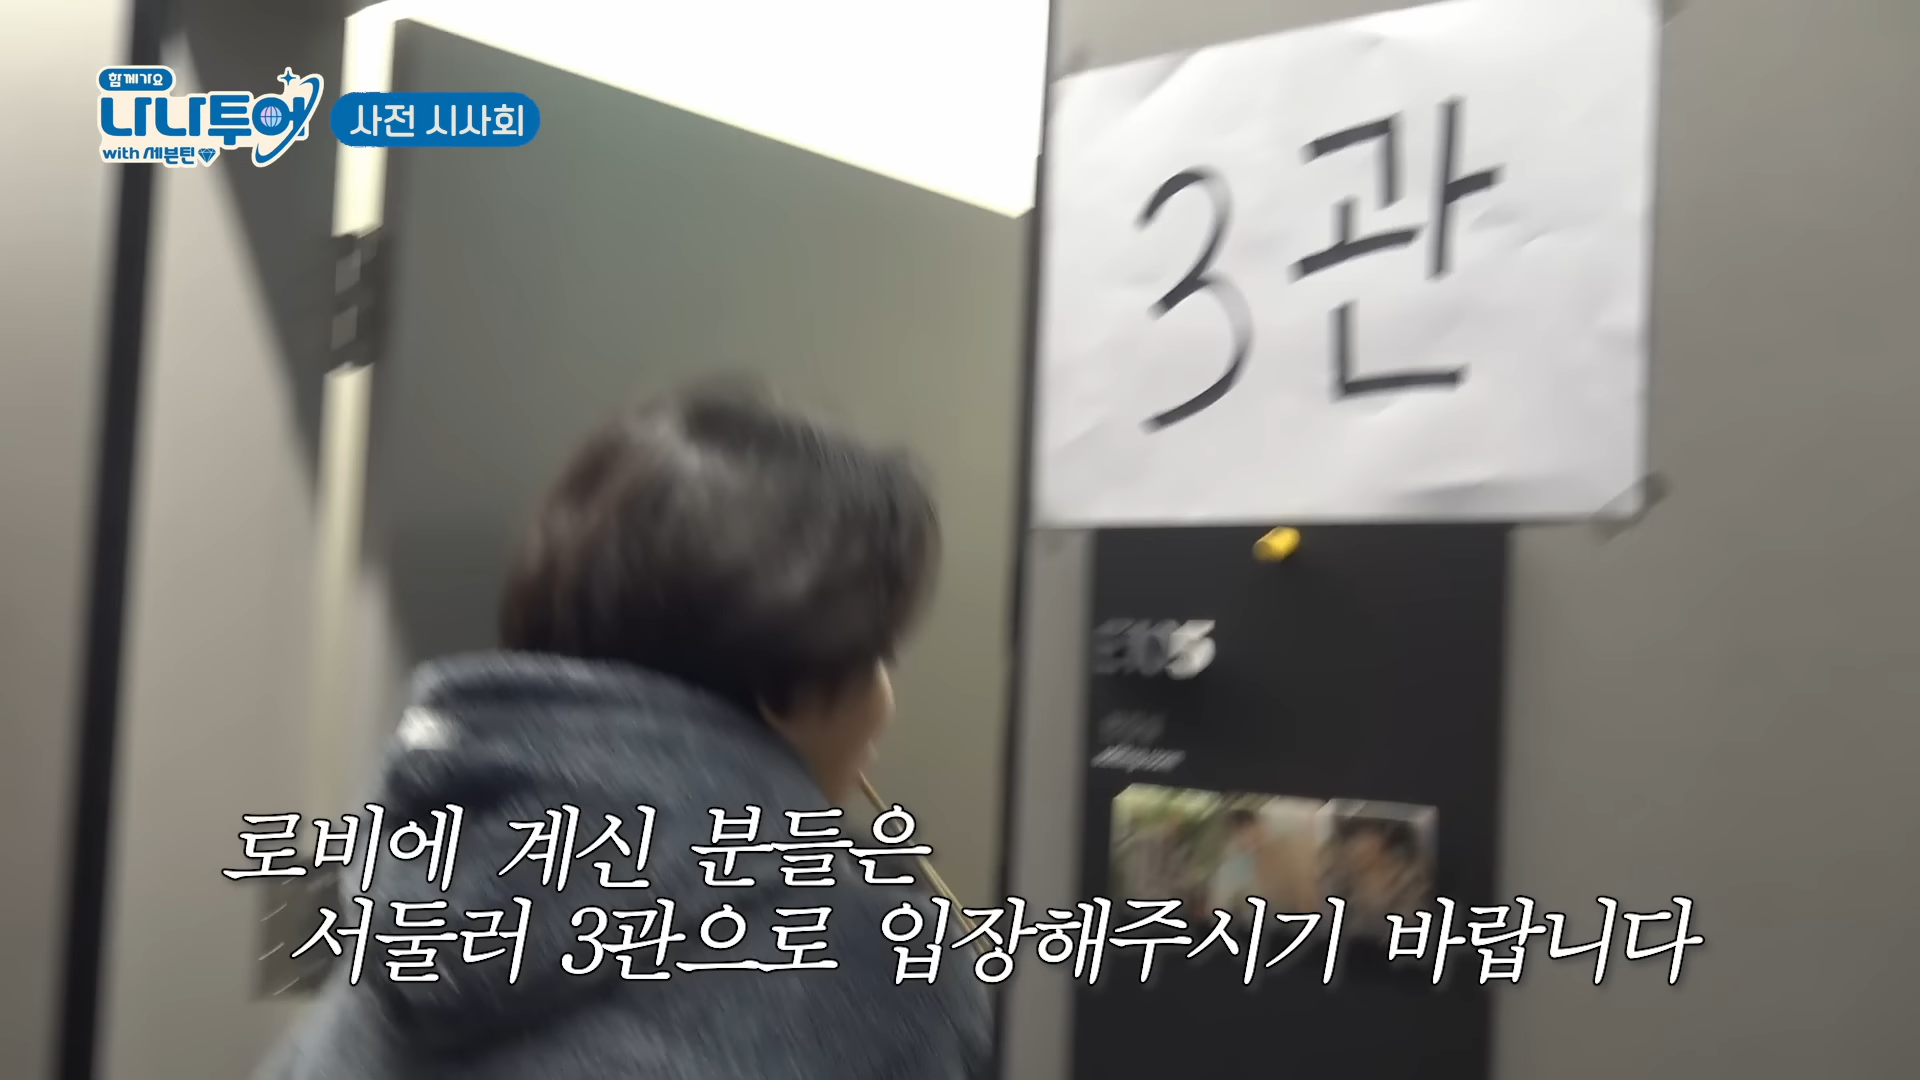 함께가요
나나투어
with 세븐틴
사전 시사회
3관
로비에 계신 분들은
서둘러 3관으로 입장해주시기 바랍니다